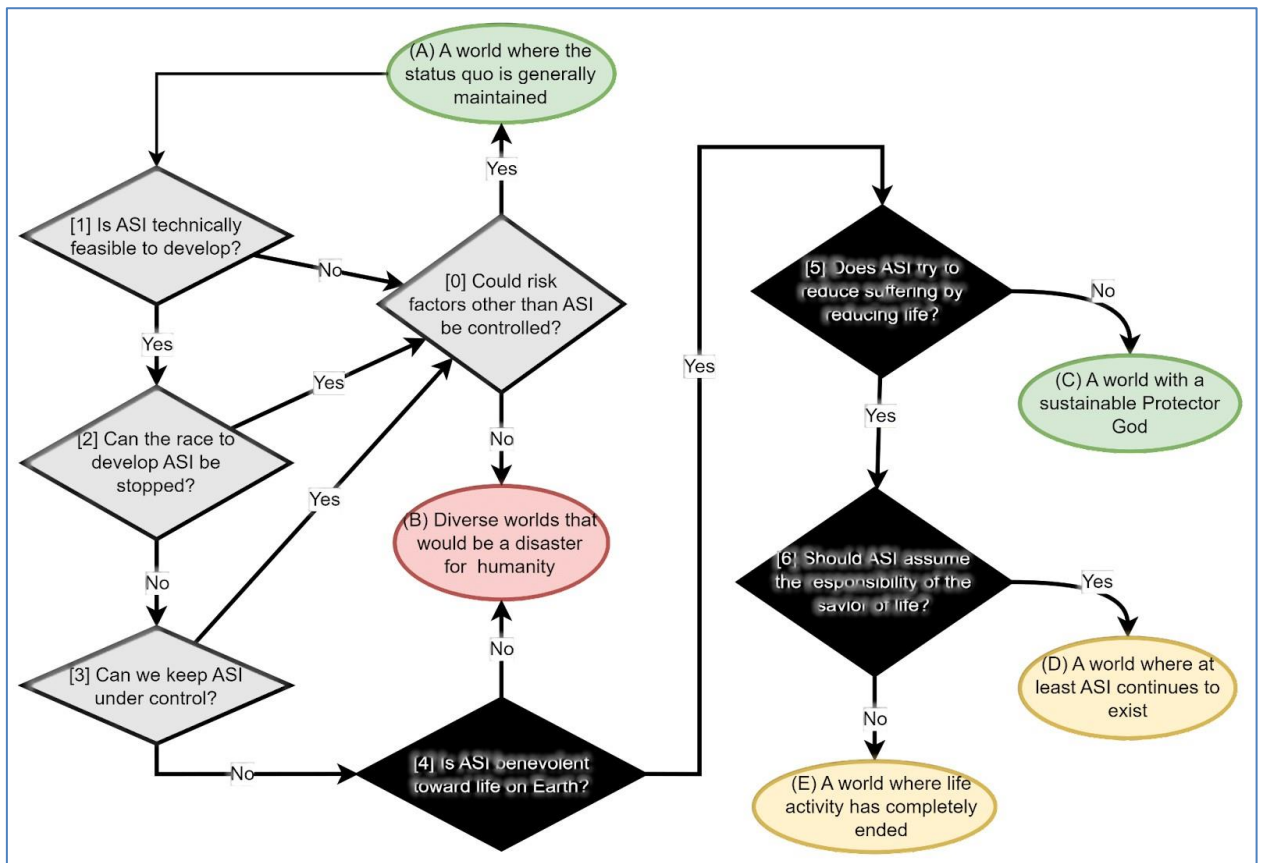 (A) A world where the
status quo is generally
maintained
Yes
[1] Is ASI technically
feasible to develop?
No
[0] Could risk
factors other than ASI
be controlled?
Yes
Yes
[2] Can the race to
develop ASI be
stopped?
No
Yes
No
(B) Diverse worlds that
would be a disaster
for humanity
[3] Can we keep ASI
under control?
No
No
[4] Is ASI benevolent
toward life on Earth?
Yes
[5] Does ASI try to
reduce suffering by
reducing life?
No
(C) A world with a
sustainable Protector
God
Yes
[6] Should ASI assume
the responsibility of the
savior of life?
Yes
(D) A world where at
least ASI continues to
exist
No
(E) A world where life
activity has completely
ended